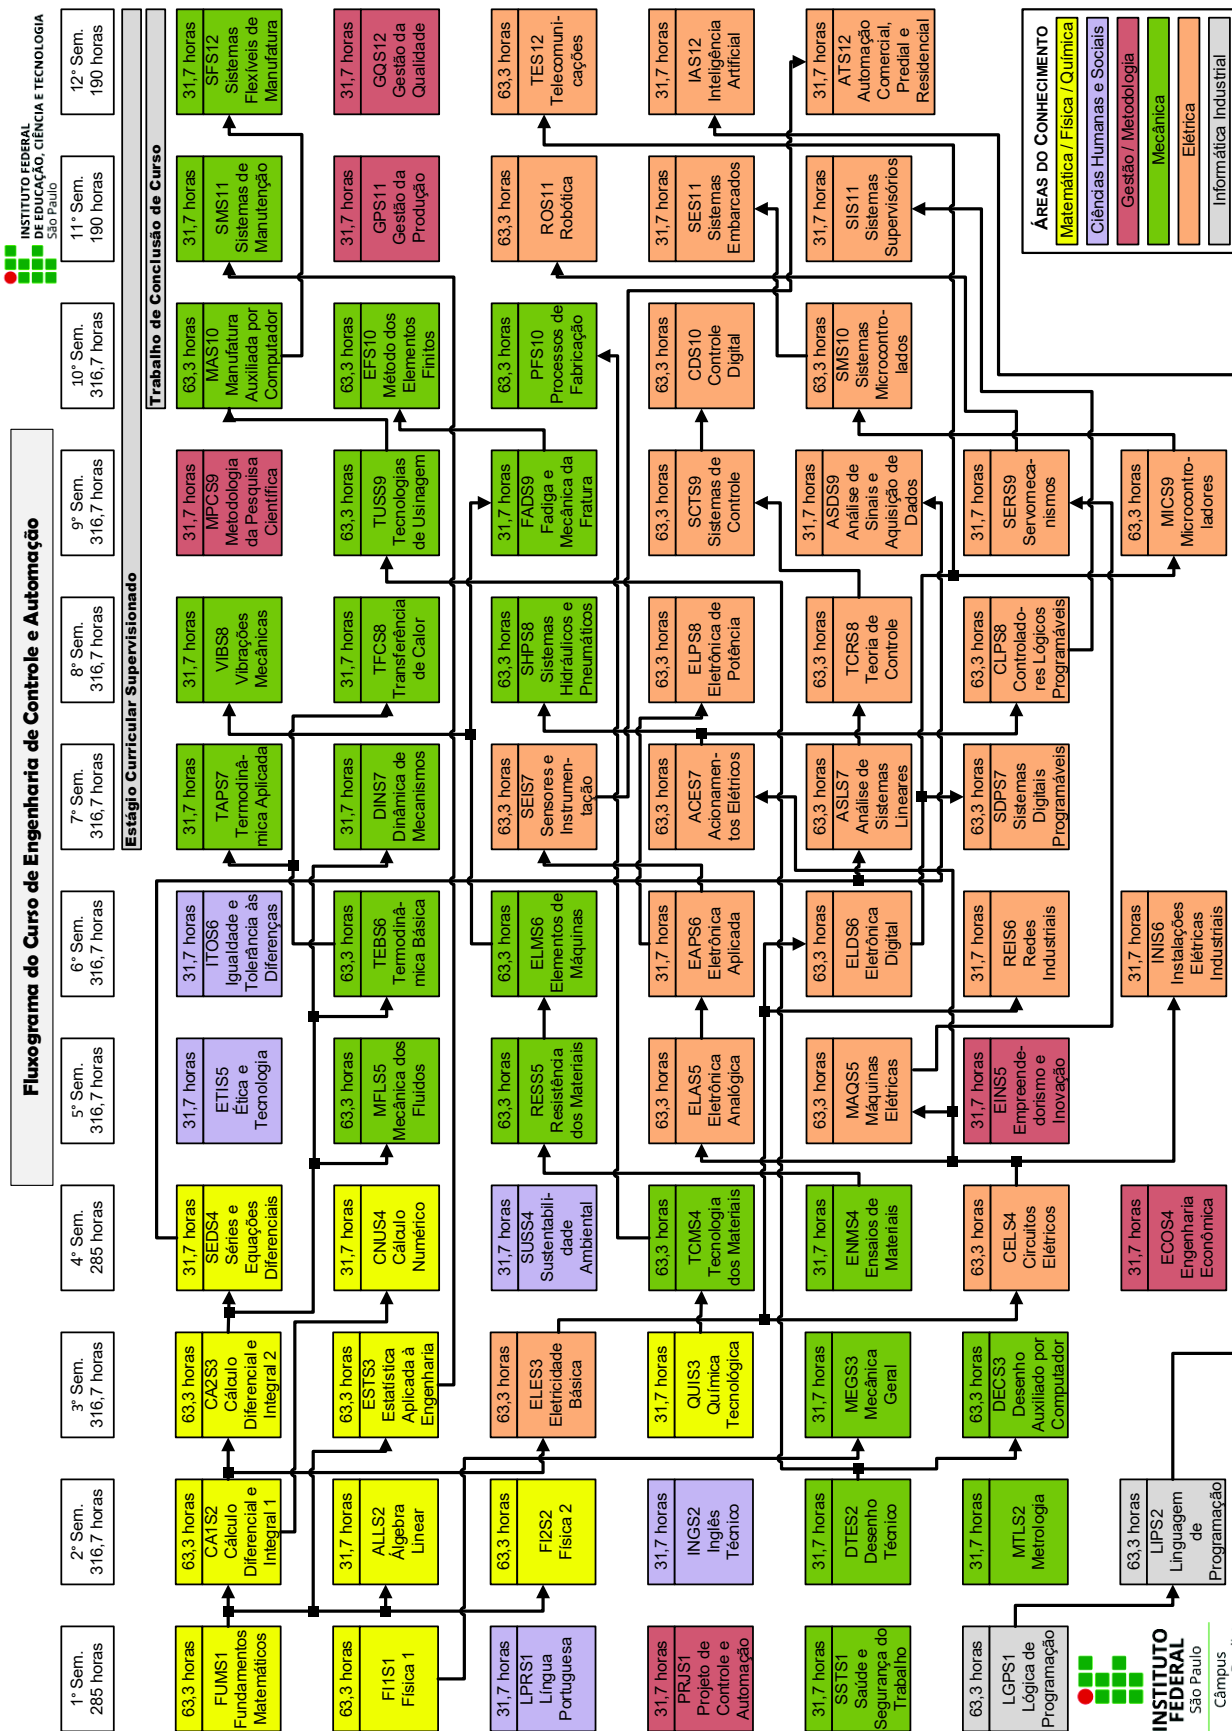 Fluxograma do Curso de Engenharia de Controle e Automação
INSTITUTO FEDERAL
DE EDUCAÇÃO, CIÊNCIA E TECNOLOGIA
São Paulo
1° Sem.
285 horas
2° Sem.
316,7 horas
3° Sem.
316,7 horas
4° Sem.
285 horas
5° Sem.
316,7 horas
6° Sem.
316,7 horas
7° Sem.
316,7 horas
8° Sem.
316,7 horas
9° Sem.
316,7 horas
10° Sem.
316,7 horas
11° Sem.
190 horas
12° Sem.
190 horas
Estágio Curricular Supervisionado
Trabalho de Conclusão de Curso
63,3 horas
FUMS1
Fundamentos
Matemáticos
63,3 horas
CA1S2
Cálculo
Diferencial e
Integral 1
63,3 horas
CA2S3
Cálculo
Diferencial e
Integral 2
31,7 horas
SEDS4
Séries e
Equações
Diferenciais
31,7 horas
ETIS5
Ética e
Tecnologia
31,7 horas
ITOS6
Igualdade e
Tolerância às
Diferenças
31,7 horas
TAPS7
Termodinâ-
mica Aplicada
31,7 horas
VIBS8
Vibrações
Mecânicas
31,7 horas
MPCS9
Metodologia
da Pesquisa
Científica
63,3 horas
MAS10
Manufatura
Auxiliada por
Computador
31,7 horas
SMS11
Sistemas de
Manutenção
31,7 horas
SFS12
Sistemas
Flexíveis de
Manufatura
63,3 horas
FI1S1
Física 1
31,7 horas
ALLS2
Álgebra
Linear
63,3 horas
ESTS3
Estatística
Aplicada à
Engenharia
31,7 horas
CNUS4
Cálculo
Numérico
63,3 horas
MFLS5
Mecânica dos
Fluidos
63,3 horas
TEBS6
Termodinâ-
mica Básica
31,7 horas
DINS7
Dinâmica de
Mecanismos
31,7 horas
TFCS8
Transferência
de Calor
63,3 horas
TUSS9
Tecnologias
de Usinagem
63,3 horas
EFS10
Método dos
Elementos
Finitos
31,7 horas
GPS11
Gestão da
Produção
31,7 horas
GQS12
Gestão da
Qualidade
31,7 horas
LPRS1
Língua
Portuguesa
63,3 horas
FI2S2
Física 2
63,3 horas
ELES3
Eletricidade
Básica
31,7 horas
SUSS4
Sustentabili-
dade
Ambiental
63,3 horas
RESS5
Resistência
dos Materiais
63,3 horas
ELMS6
Elementos de
Máquinas
63,3 horas
SEIS7
Sensores e
Instrumen-
tação
63,3 horas
SHPS8
Sistemas
Hidráulicos e
Pneumáticos
31,7 horas
FADS9
Fadiga e
Mecânica da
Fratura
63,3 horas
PFS10
Processos de
Fabricação
63,3 horas
ROS11
Robótica
63,3 horas
TES12
Telecomuni-
cações
31,7 horas
PRJS1
Projeto de
Controle e
Automação
31,7 horas
INGS2
Inglês
Técnico
31,7 horas
QUIS3
Química
Tecnológica
63,3 horas
TCMS4
Tecnologia
dos Materiais
63,3 horas
ELAS5
Eletrônica
Analógica
31,7 horas
EAPS6
Eletrônica
Aplicada
63,3 horas
ACES7
Acionamen-
tos Elétricos
63,3 horas
ELPS8
Eletrônica de
Potência
63,3 horas
SCTS9
Sistemas de
Controle
63,3 horas
CDS10
Controle
Digital
31,7 horas
SES11
Sistemas
Embarcados
31,7 horas
IAS12
Inteligência
Artificial
31,7 horas
SSTS1
Saúde e
Segurança do
Trabalho
31,7 horas
DTES2
Desenho
Técnico
31,7 horas
MEGS3
Mecânica
Geral
31,7 horas
ENMS4
Ensaios de
Materiais
63,3 horas
MAQS5
Máquinas
Elétricas
63,3 horas
ELDS6
Eletrônica
Digital
63,3 horas
ASLS7
Análise de
Sistemas
Lineares
63,3 horas
TCRS8
Teoria de
Controle
31,7 horas
ASDS9
Análise de
Sinais e
Aquisição de
Dados
63,3 horas
SMS10
Sistemas
Microcontro-
lados
31,7 horas
SIS11
Sistemas
Supervisórios
31,7 horas
ATS12
Automação
Comercial,
Predial e
Residencial
63,3 horas
LGPS1
Lógica de
Programação
31,7 horas
MTLS2
Metrologia
63,3 horas
DECS3
Desenho
Auxiliado por
Computador
63,3 horas
CELS4
Circuitos
Elétricos
31,7 horas
EINS5
Empreende-
dorismo e
Inovação
31,7 horas
REIS6
Redes
Industriais
63,3 horas
SDPS7
Sistemas
Digitais
Programáveis
63,3 horas
CLPS8
Controlado-
res Lógicos
Programáveis
31,7 horas
SERS9
Servomeca-
nismos
63,3 horas
LIPS2
Linguagem
de
Programação
31,7 horas
ECOS4
Engenharia
Econômica
31,7 horas
INIS6
Instalações
Elétricas
Industriais
63,3 horas
MICS9
Microcontro-
ladores
ÁREAS DO CONHECIMENTO
Matemática / Física / Química
Ciências Humanas e Sociais
Gestão / Metodologia
Mecânica
Elétrica
Informática Industrial
INSTITUTO
FEDERAL
São Paulo
Câmpus